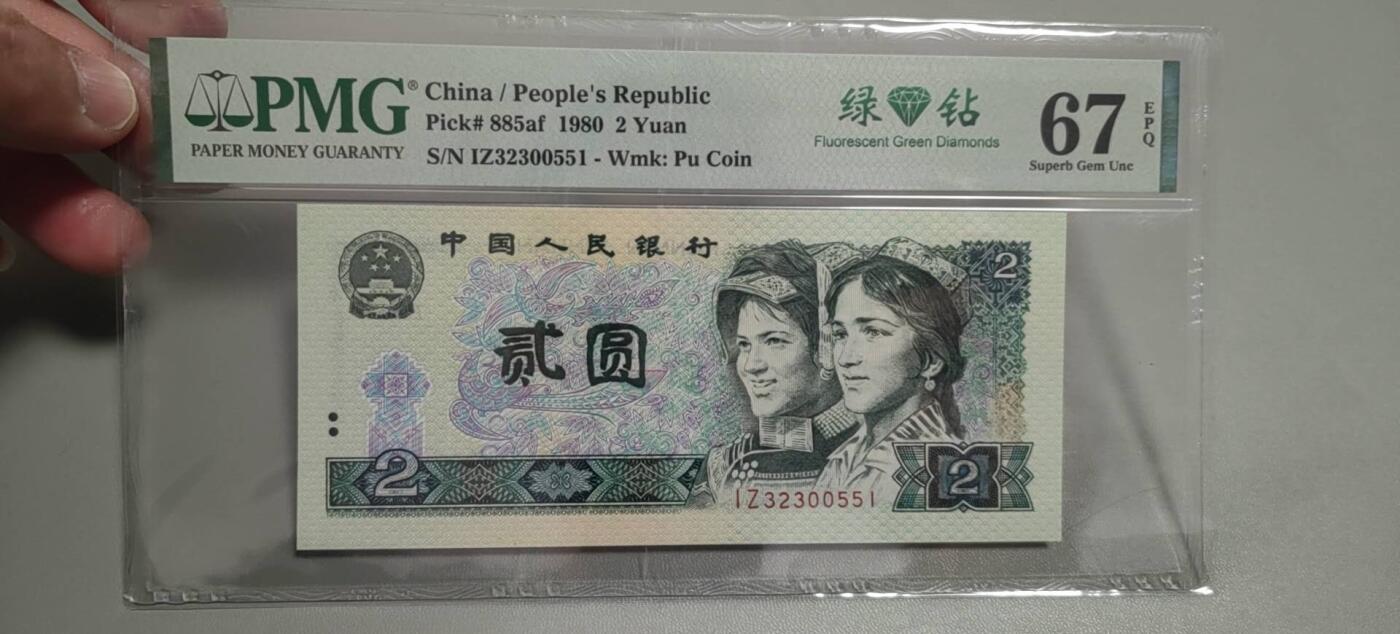 PMG®
PAPER MONEY GUARANTY
China / People's Republic
Pick# 885af 1980 2 Yuan
S/N IZ32300551 - Wmk: Pu Coin
绿 钻
Fluorescent Green Diamonds
67
EPQ
Superb Gem Unc
中国人民银行
2
贰圆
2
IZ32300551
2